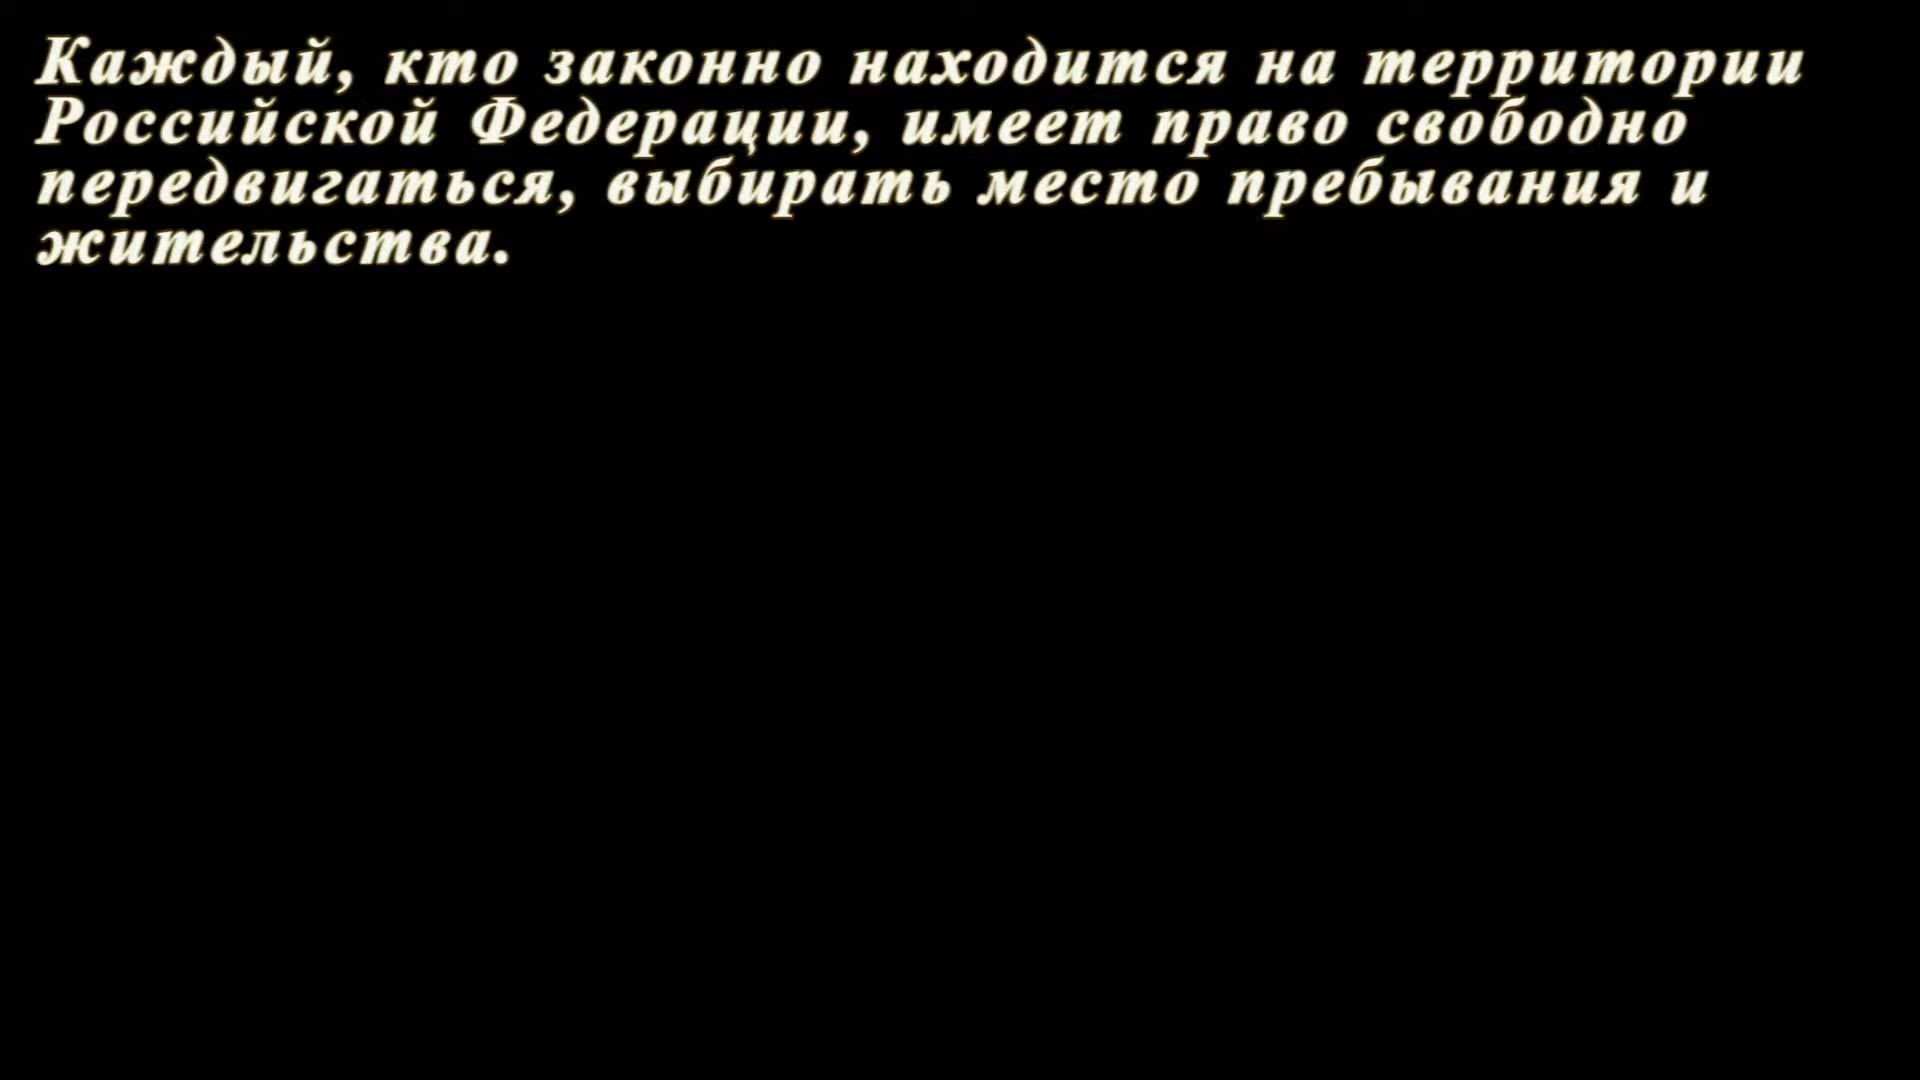 Каждый, кто законно находится на территории
Российской Федерации, имеет право свободно
передвигаться, выбирать место пребывания и
жительства.